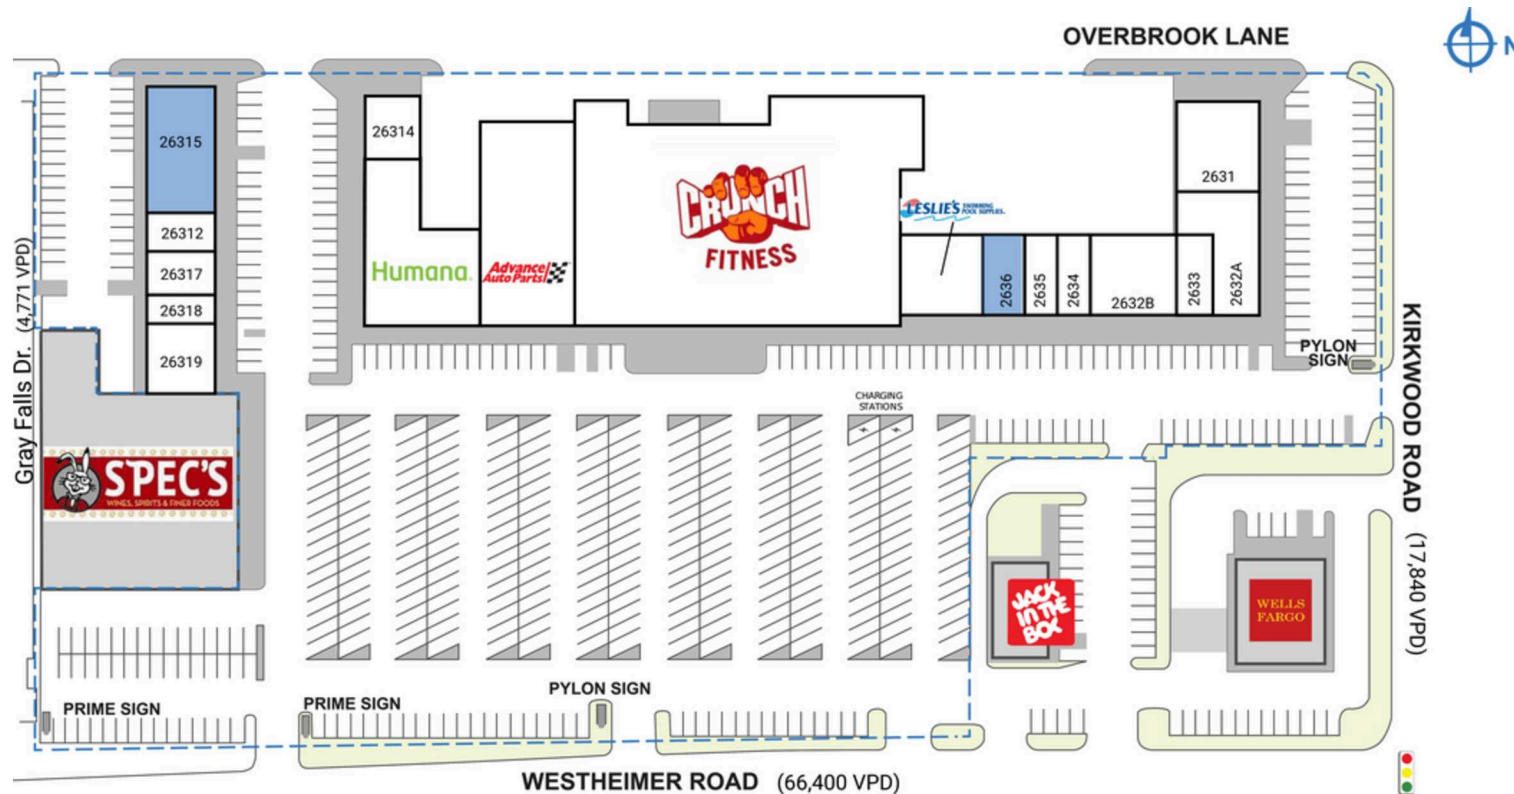 OVERBROOK LANE
N
26315
26312
26317
26318
26319
26314
Humana
Advance
Auto Parts
CRUNCH
FITNESS
LESLIE'S SWIMMING
POOL SUPPLIES.
2636
2635
2634
2632B
2633
2632A
2631
PYLON
SIGN
KIRKWOOD ROAD (17,840 VPD)
Gray Falls Dr. (4,771 VPD)
SPEC'S
WINES, SPIRITS & FINER FOODS
CHARGING
STATIONS
JACK
IN THE
BOX
WELLS
FARGO
PRIME SIGN
PRIME SIGN
PYLON SIGN
WESTHEIMER ROAD (66,400 VPD)